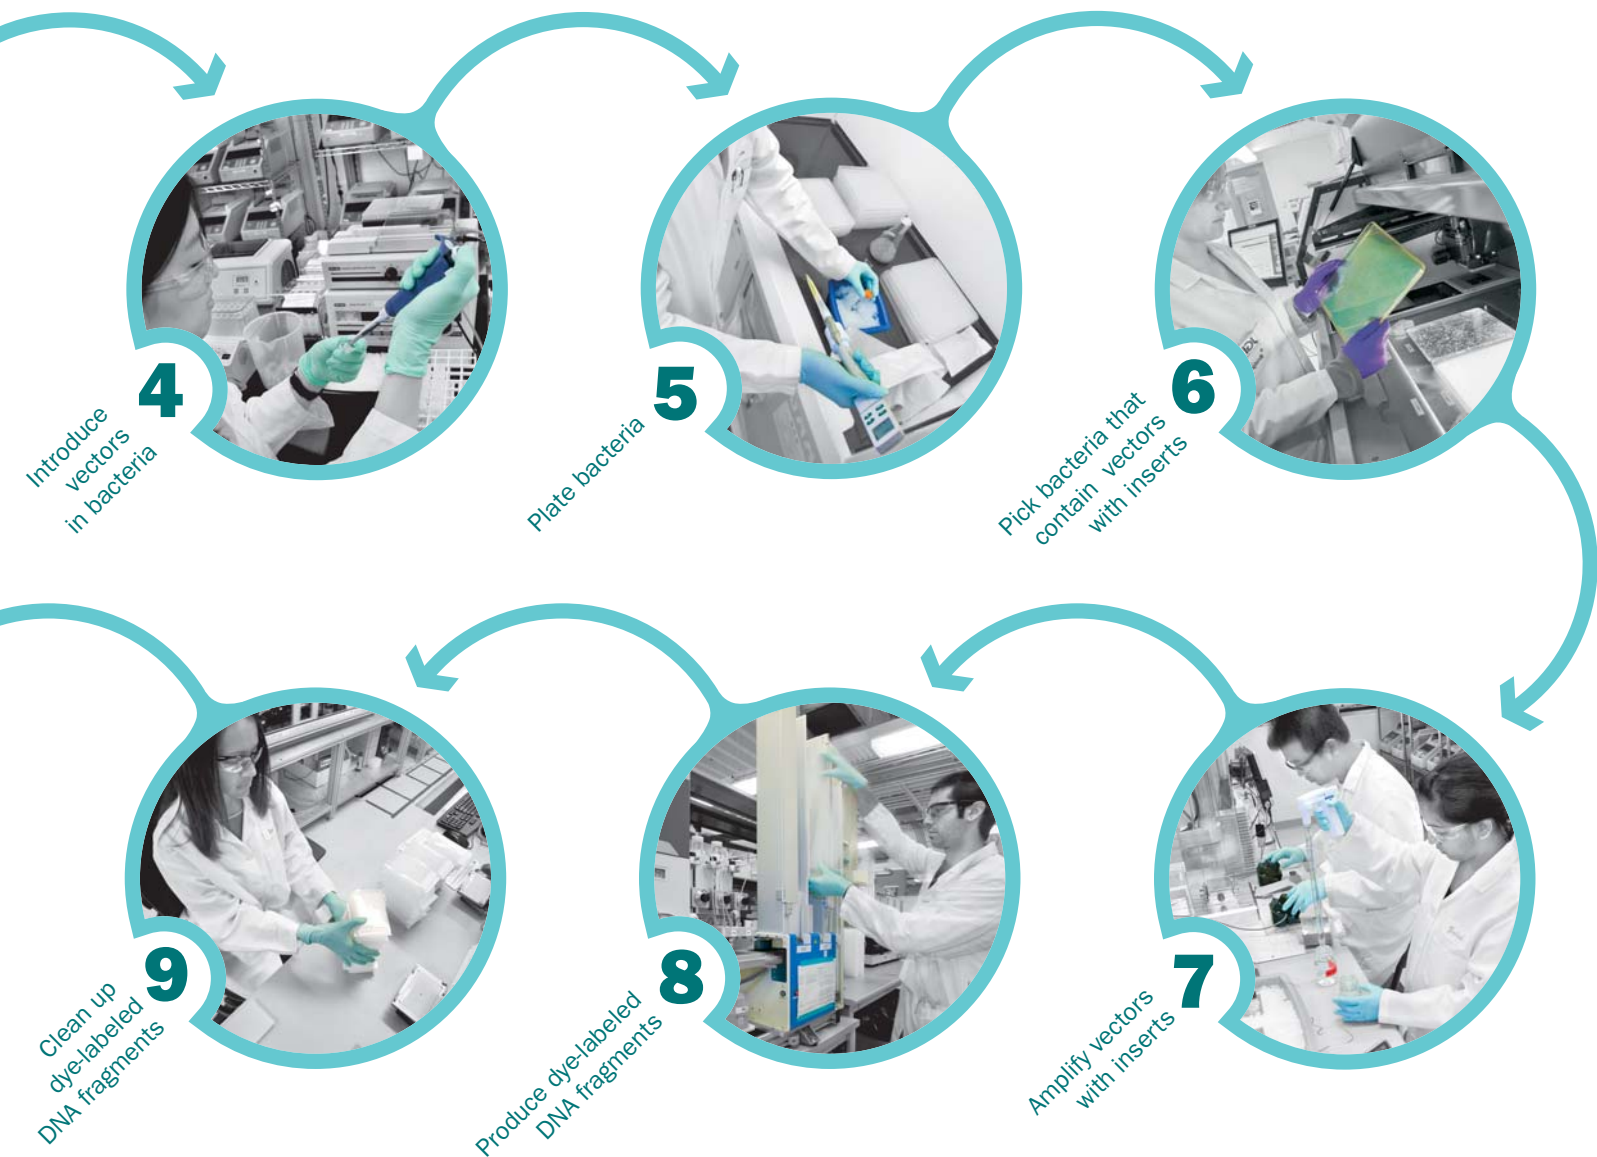 4
Introduce
vectors
in bacteria
5
Plate bacteria
6
Pick bacteria that
contain vectors
with inserts
7
Amplify vectors
with inserts
8
Produce dye-labeled
DNA fragments
9
Clean up
dye-labeled
DNA fragments